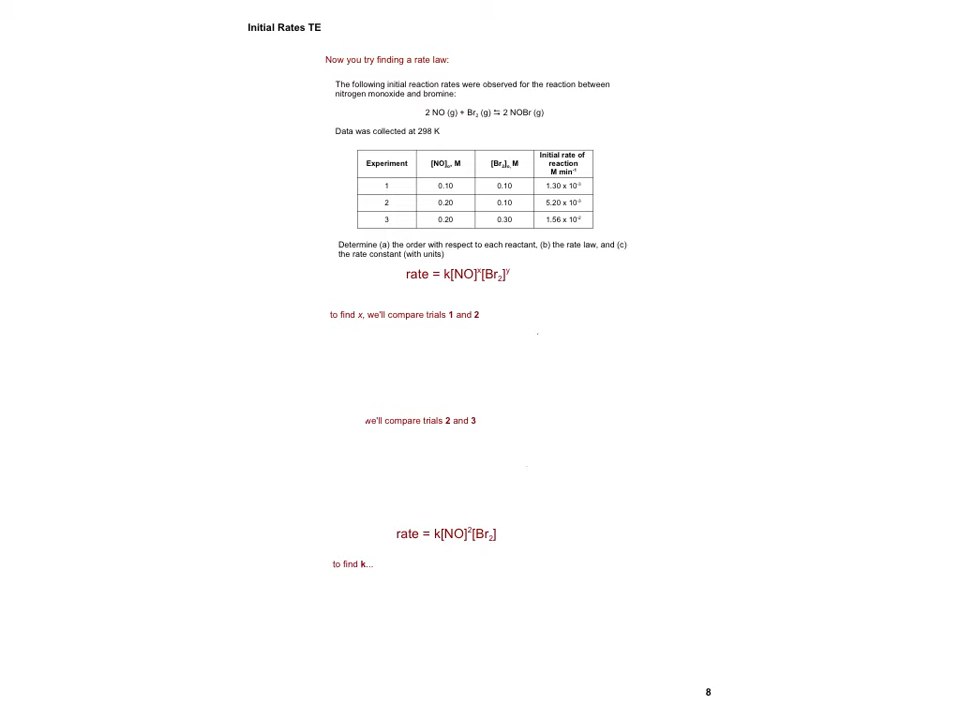 Initial Rates TE
Now you try finding a rate law:
The following initial reaction rates were observed for the reaction between
nitrogen monoxide and bromine:
2 NO (g) + Br₂ (g) ⇆ 2 NOBr (g)
Data was collected at 298 K
Experiment [NO]ₒ, M [Br₂]ₒ, M Initial rate of
reaction
M min⁻¹
1 0.10 0.10 1.30 x 10⁻³
2 0.20 0.10 5.20 x 10⁻³
3 0.20 0.30 1.56 x 10⁻²
Determine (a) the order with respect to each reactant, (b) the rate law, and (c)
the rate constant (with units)
rate = k[NO]ˣ[Br₂]ʸ
to find x, we'll compare trials 1 and 2
we'll compare trials 2 and 3
rate = k[NO]²[Br₂]
to find k...
8